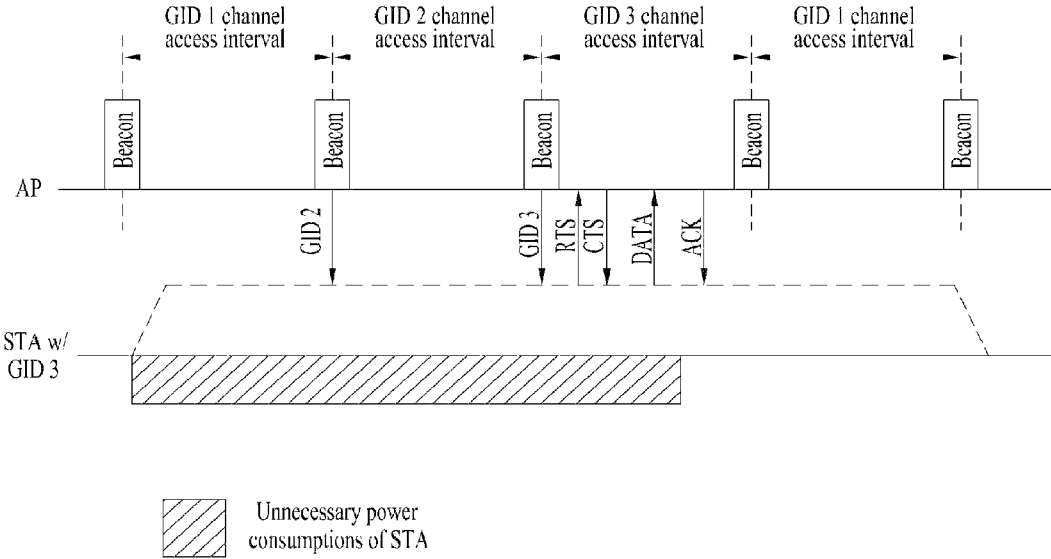 GID 1 channel
access interval
GID 2 channel
access interval
GID 3 channel
access interval
GID 1 channel
access interval
Beacon
Beacon
Beacon
Beacon
Beacon
AP
GID 2
GID 3
RTS
CTS
DATA
ACK
STA w/
GID 3
Unnecessary power
consumptions of STA